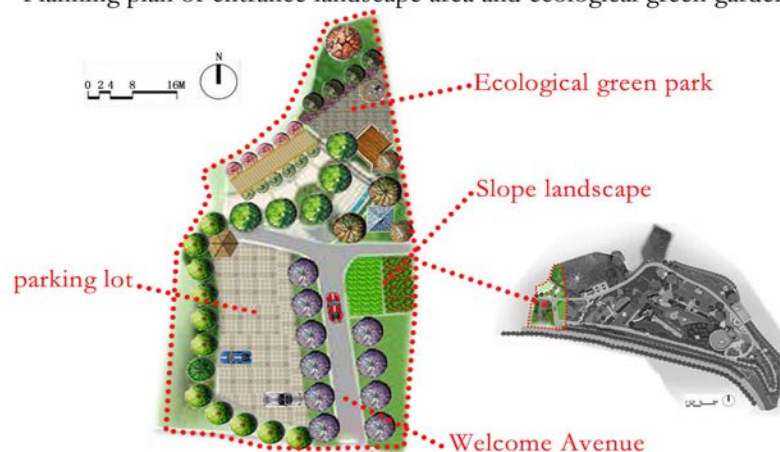 Planning plan of entrance landscape area and ecological green garden
N
0 2 4 8 16M
Ecological green park
Slope landscape
parking lot
Welcome Avenue